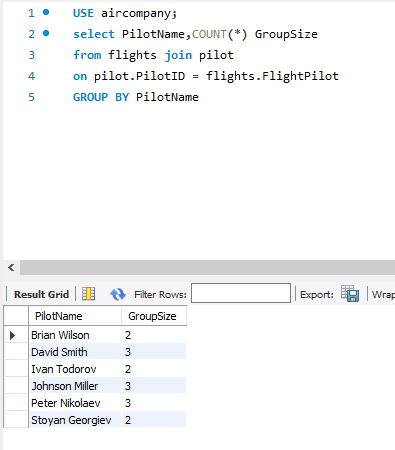 1 USE aircompany;
2 select PilotName,COUNT(*) GroupSize
3 from flights join pilot
4 on pilot.PilotID = flights.FlightPilot
5 GROUP BY PilotName
Result Grid Filter Rows: Export: Wrap
PilotName GroupSize
Brian Wilson 2
David Smith 3
Ivan Todorov 2
Johnson Miller 3
Peter Nikolaev 3
Stoyan Georgiev 2